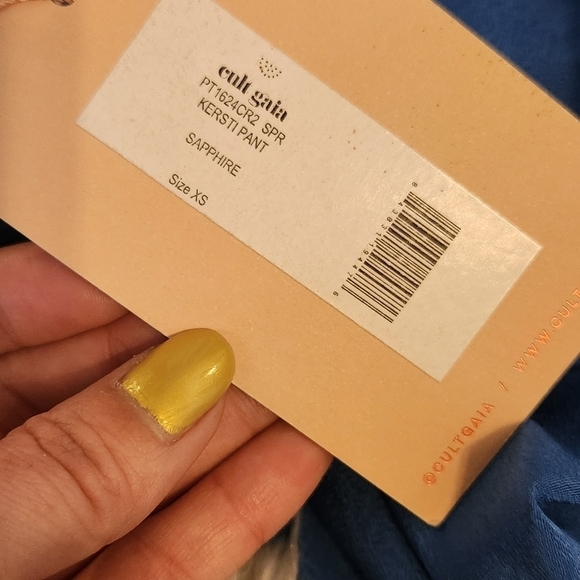 cult gaia
PT1624CR2 SPR
KERSTI PANT
SAPPHIRE
Size XS
@CULTGAIA / WWW.CULT